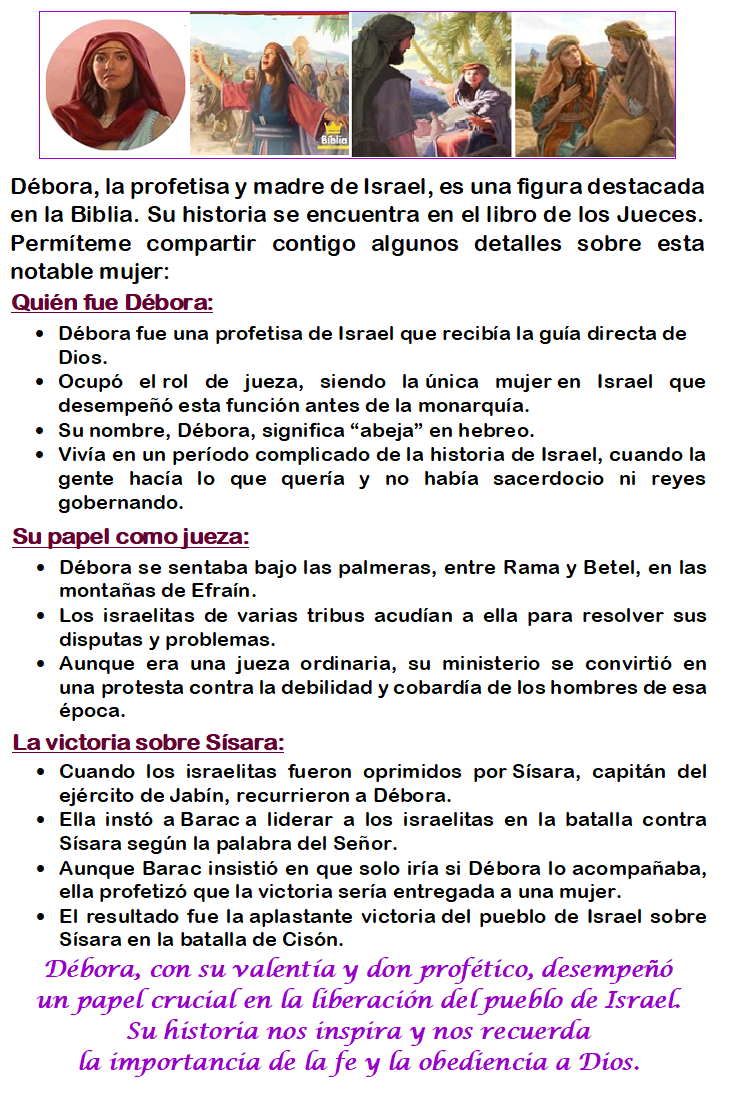 Biblia
Débora, la profetisa y madre de Israel, es una figura destacada
en la Biblia. Su historia se encuentra en el libro de los Jueces.
Permíteme compartir contigo algunos detalles sobre esta
notable mujer:
Quién fue Débora:
• Débora fue una profetisa de Israel que recibía la guía directa de
Dios.
• Ocupó el rol de jueza, siendo la única mujer en Israel que
desempeñó esta función antes de la monarquía.
• Su nombre, Débora, significa “abeja” en hebreo.
• Vivía en un período complicado de la historia de Israel, cuando la
gente hacía lo que quería y no había sacerdocio ni reyes
gobernando.
Su papel como jueza:
• Débora se sentaba bajo las palmeras, entre Rama y Betel, en las
montañas de Efraín.
• Los israelitas de varias tribus acudían a ella para resolver sus
disputas y problemas.
• Aunque era una jueza ordinaria, su ministerio se convirtió en
una protesta contra la debilidad y cobardía de los hombres de esa
época.
La victoria sobre Sísara:
• Cuando los israelitas fueron oprimidos por Sísara, capitán del
ejército de Jabín, recurrieron a Débora.
• Ella instó a Barac a liderar a los israelitas en la batalla contra
Sísara según la palabra del Señor.
• Aunque Barac insistió en que solo iría si Débora lo acompañaba,
ella profetizó que la victoria sería entregada a una mujer.
• El resultado fue la aplastante victoria del pueblo de Israel sobre
Sísara en la batalla de Cisón.
Débora, con su valentía y don profético, desempeñó
un papel crucial en la liberación del pueblo de Israel.
Su historia nos inspira y nos recuerda
la importancia de la fe y la obediencia a Dios.